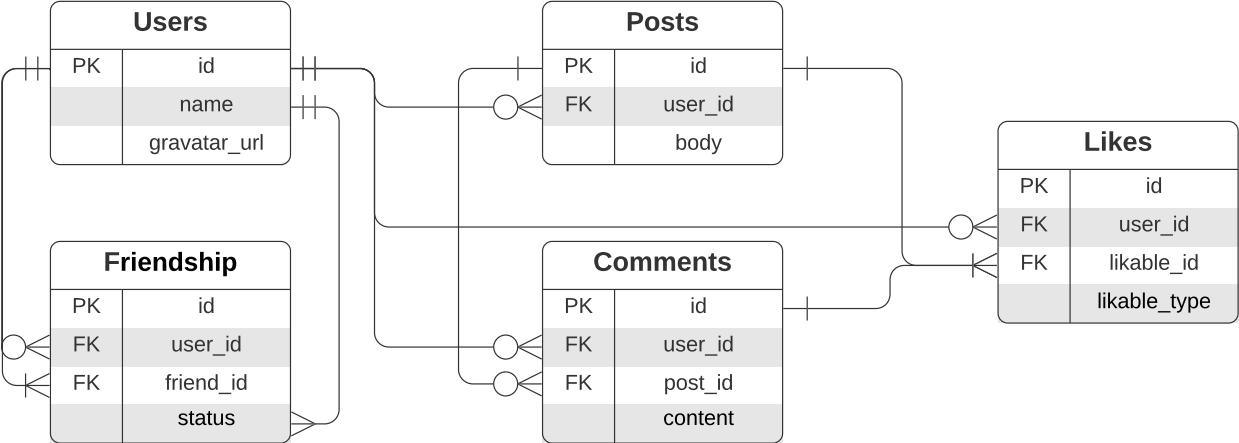 Users
PK id
name
gravatar_url
Posts
PK id
FK user_id
body
Likes
PK id
FK user_id
FK likable_id
likable_type
Friendship
PK id
FK user_id
FK friend_id
status
Comments
PK id
FK user_id
FK post_id
content